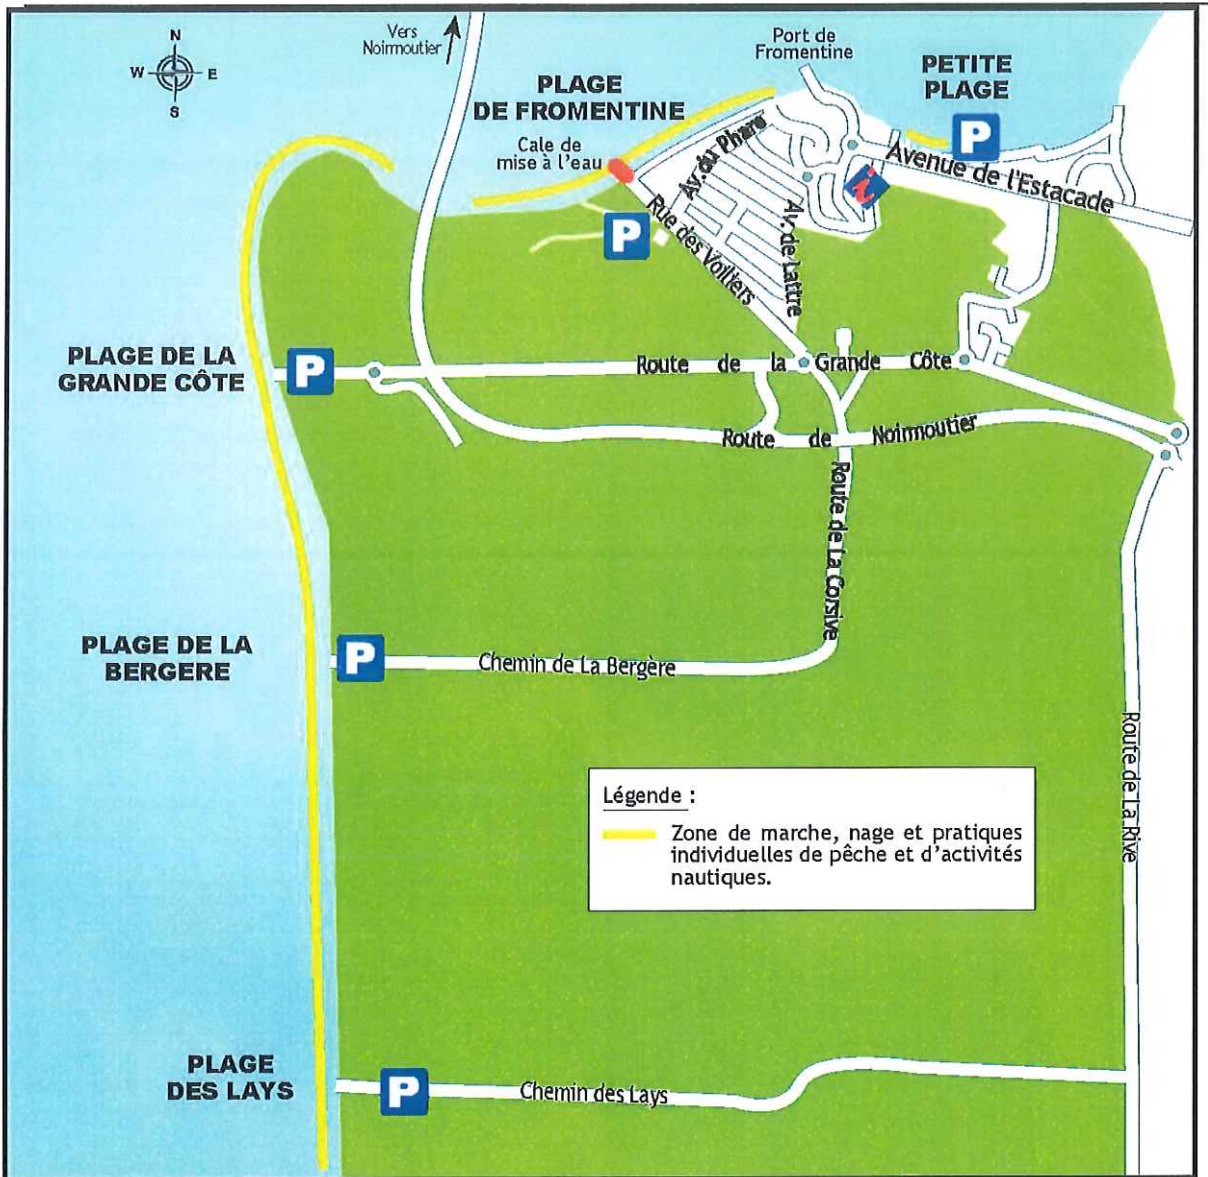 N
W E
S
Vers
Noirmoutier
Port de
Fromentine
PLAGE
DE FROMENTINE
PETITE
PLAGE
P
Cale de
mise à l'eau
Av. du Phare
Avenue de l'Estacade
i
P
Rue des Voiliers
Av. de Lattre
PLAGE DE LA
GRANDE CÔTE
P
Route de la Grande Côte
Route de Noirmoutier
Route de La Corsive
PLAGE DE LA
BERGERE
P
Chemin de La Bergère
Route de La Rive
Légende :
Zone de marche, nage et pratiques
individuelles de pêche et d'activités
nautiques.
PLAGE
DES LAYS
P
Chemin des Lays